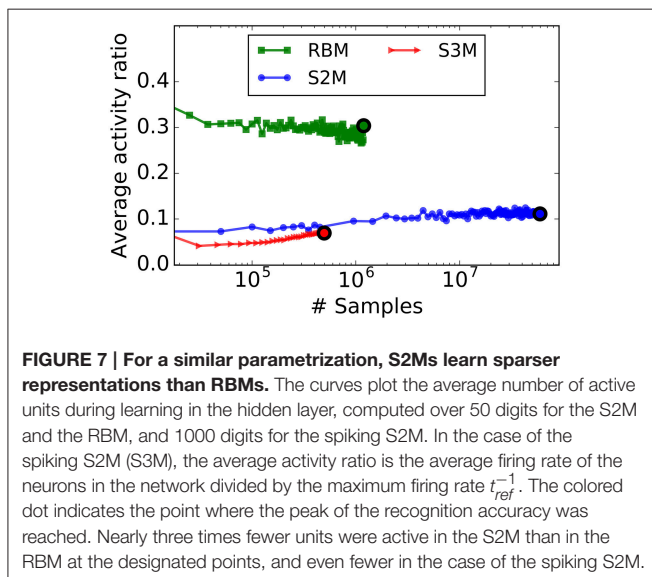 RBM
S3M
S2M
Average activity ratio
0.4
0.3
0.2
0.1
0.0
10^5
10^6
10^7
# Samples
FIGURE 7 | For a similar parametrization, S2Ms learn sparser
representations than RBMs. The curves plot the average number of active
units during learning in the hidden layer, computed over 50 digits for the S2M
and the RBM, and 1000 digits for the spiking S2M. In the case of the
spiking S2M (S3M), the average activity ratio is the average firing rate of the
neurons in the network divided by the maximum firing rate t_{ref}^{-1}. The colored
dot indicates the point where the peak of the recognition accuracy was
reached. Nearly three times fewer units were active in the S2M than in the
RBM at the designated points, and even fewer in the case of the spiking S2M.